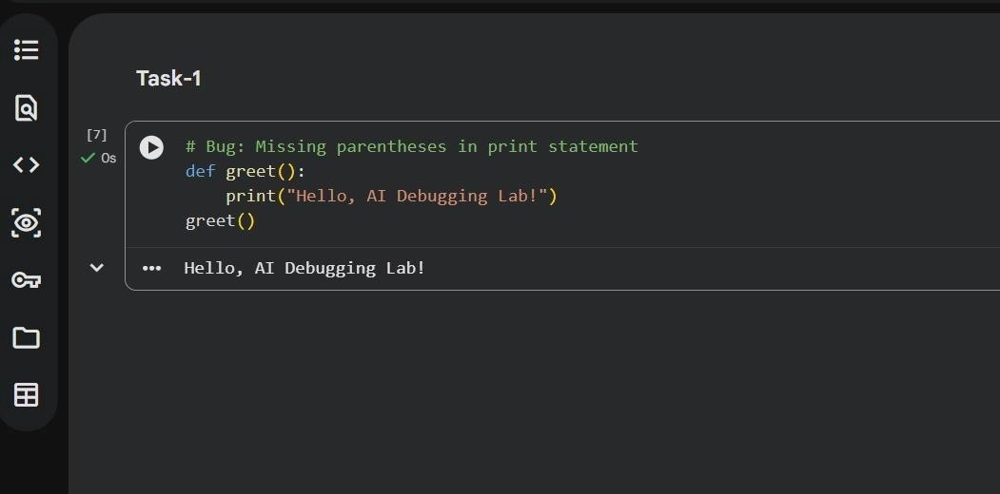 Task-1
[7]
0s
# Bug: Missing parentheses in print statement
def greet():
    print("Hello, AI Debugging Lab!")
greet()
Hello, AI Debugging Lab!